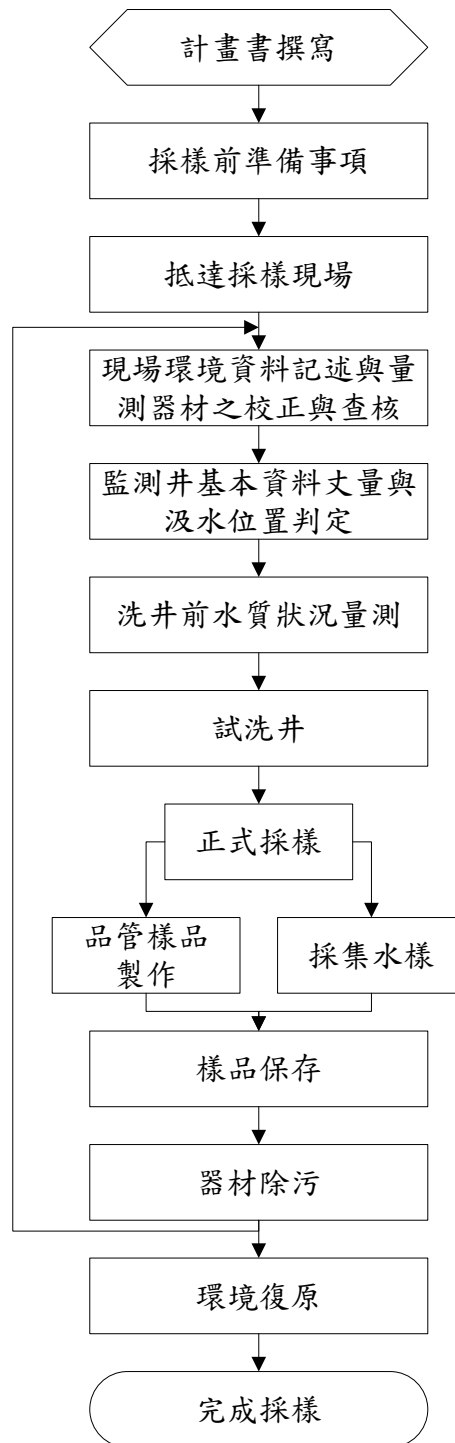 計畫書撰寫
採樣前準備事項
抵達採樣現場
現場環境資料記述與量
測器材之校正與查核
監測井基本資料丈量與
汲水位置判定
洗井前水質狀況量測
試洗井
正式採樣
品管樣品
製作
採集水樣
樣品保存
器材除污
環境復原
完成採樣